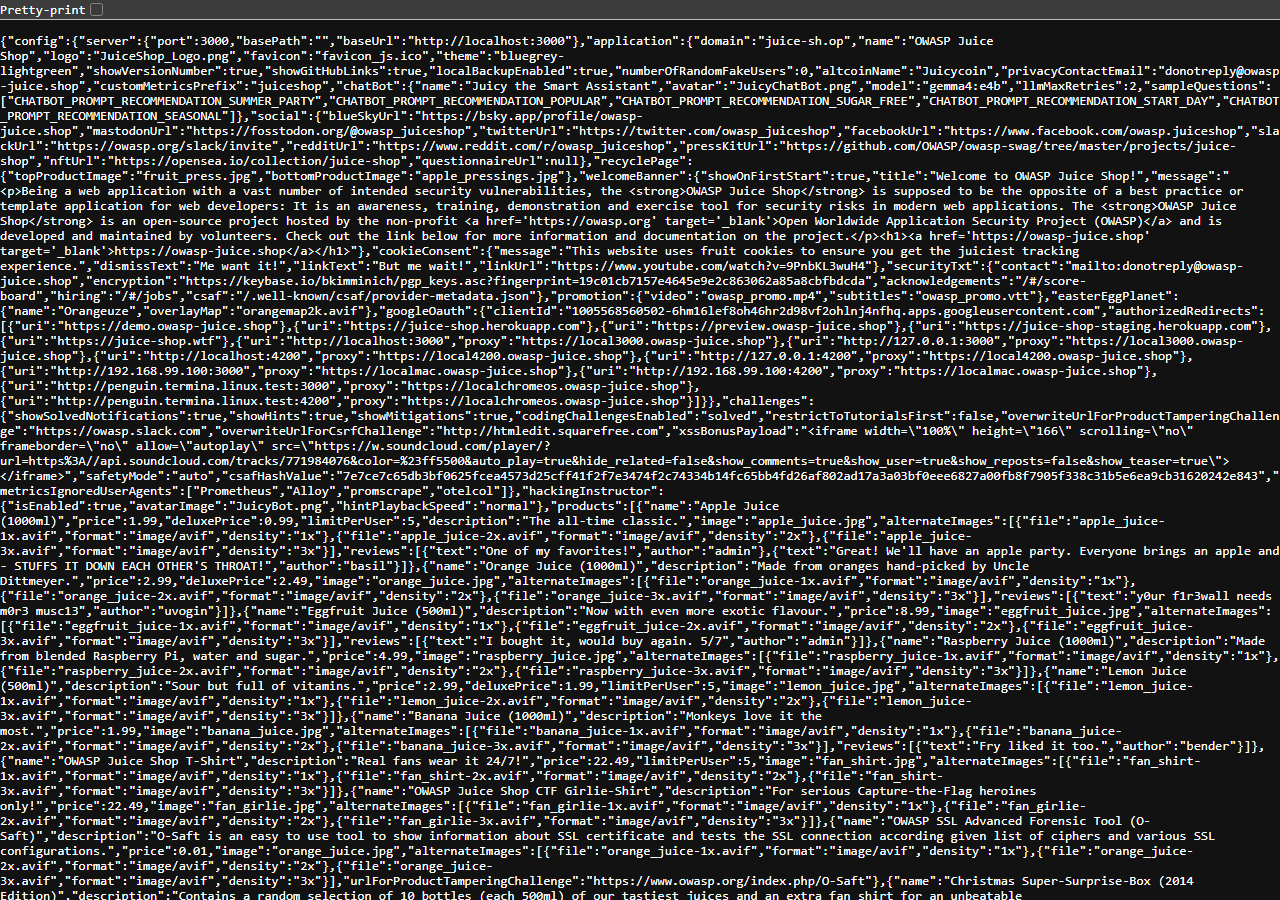 Pretty-print
{"config":{"server":{"port":3000,"basePath":"","baseUrl":"http://localhost:3000"},"application":{"domain":"juice-sh.op","name":"OWASP Juice
Shop","logo":"JuiceShop_Logo.png","favicon":"favicon_js.ico","theme":"bluegrey-
lightgreen","showVersionNumber":true,"showGitHubLinks":true,"localBackupEnabled":true,"numberOfRandomFakeUsers":0,"altcoinName":"Juicycoin","privacyContactEmail":"donotreply@owasp
-juice.shop","customMetricsPrefix":"juiceshop","chatBot":{"name":"Juicy the Smart Assistant","avatar":"JuicyChatBot.png","model":"gemma4:e4b","llmMaxRetries":2,"sampleQuestions":
["CHATBOT_PROMPT_RECOMMENDATION_SUMMER_PARTY","CHATBOT_PROMPT_RECOMMENDATION_POPULAR","CHATBOT_PROMPT_RECOMMENDATION_SUGAR_FREE","CHATBOT_PROMPT_RECOMMENDATION_START_DAY","CHATBOT
_PROMPT_RECOMMENDATION_SEASONAL"]},"social":{"blueSkyUrl":"https://bsky.app/profile/owasp-
juice.shop","mastodonUrl":"https://fosstodon.org/@owasp_juiceshop","twitterUrl":"https://twitter.com/owasp_juiceshop","facebookUrl":"https://www.facebook.com/owasp.juiceshop","sla
ckUrl":"https://owasp.org/slack/invite","redditUrl":"https://www.reddit.com/r/owasp_juiceshop","pressKitUrl":"https://github.com/OWASP/owasp-swag/tree/master/projects/juice-
shop","nftUrl":"https://opensea.io/collection/juice-shop","questionnaireUrl":null},"recyclePage":
{"topProductImage":"fruit_press.jpg","bottomProductImage":"apple_pressings.jpg"},"welcomeBanner":{"showOnFirstStart":true,"title":"Welcome to OWASP Juice Shop!","message":"
<p>Being a web application with a vast number of intended security vulnerabilities, the <strong>OWASP Juice Shop</strong> is supposed to be the opposite of a best practice or
template application for web developers: It is an awareness, training, demonstration and exercise tool for security risks in modern web applications. The <strong>OWASP Juice
Shop</strong> is an open-source project hosted by the non-profit <a href='https://owasp.org' target='_blank'>Open Worldwide Application Security Project (OWASP)</a> and is
developed and maintained by volunteers. Check out the link below for more information and documentation on the project.</p><h1><a href='https://owasp-juice.shop'
target='_blank'>https://owasp-juice.shop</a></h1>"},"cookieConsent":{"message":"This website uses fruit cookies to ensure you get the juiciest tracking
experience.","dismissText":"Me want it!","linkText":"But me wait!","linkUrl":"https://www.youtube.com/watch?v=9PnbKL3wuH4"},"securityTxt":{"contact":"mailto:donotreply@owasp-
juice.shop","encryption":"https://keybase.io/bkimminich/pgp_keys.asc?fingerprint=19c01cb7157e4645e9e2c863062a85a8cbfbdcda","acknowledgements":"/#/score-
board","hiring":"/#/jobs","csaf":"/.well-known/csaf/provider-metadata.json"},"promotion":{"video":"owasp_promo.mp4","subtitles":"owasp_promo.vtt"},"easterEggPlanet":
{"name":"Orangeuze","overlayMap":"orangemap2k.avif"},"googleOauth":{"clientId":"1005568560502-6hm16lef8oh46hr2d98vf2ohlnj4nfhq.apps.googleusercontent.com","authorizedRedirects":
[{"uri":"https://demo.owasp-juice.shop"},{"uri":"https://juice-shop.herokuapp.com"},{"uri":"https://preview.owasp-juice.shop"},{"uri":"https://juice-shop-staging.herokuapp.com"},
{"uri":"https://juice-shop.wtf"},{"uri":"http://localhost:3000","proxy":"https://local3000.owasp-juice.shop"},{"uri":"http://127.0.0.1:3000","proxy":"https://local3000.owasp-
juice.shop"},{"uri":"http://localhost:4200","proxy":"https://local4200.owasp-juice.shop"},{"uri":"http://127.0.0.1:4200","proxy":"https://local4200.owasp-juice.shop"},
{"uri":"http://192.168.99.100:3000","proxy":"https://localmac.owasp-juice.shop"},{"uri":"http://192.168.99.100:4200","proxy":"https://localmac.owasp-juice.shop"},
{"uri":"http://penguin.termina.linux.test:3000","proxy":"https://localchromeos.owasp-juice.shop"},
{"uri":"http://penguin.termina.linux.test:4200","proxy":"https://localchromeos.owasp-juice.shop"}]}},"challenges":
{"showSolvedNotifications":true,"showHints":true,"showMitigations":true,"codingChallengesEnabled":"solved","restrictToTutorialsFirst":false,"overwriteUrlForProductTamperingChalle
nge":"https://owasp.slack.com","overwriteUrlForCsrfChallenge":"http://htmledit.squarefree.com","xssBonusPayload":"<iframe width=\"100%\" height=\"166\" scrolling=\"no\"
frameborder=\"no\" allow=\"autoplay\" src=\"https://w.soundcloud.com/player/?
url=https%3A//api.soundcloud.com/tracks/771984076&color=%23ff5500&auto_play=true&hide_related=false&show_comments=true&show_user=true&show_reposts=false&show_teaser=true\">
</iframe>","safetyMode":"auto","csafHashValue":"7e7ce7c65db3bf0625fcea4573d25cff41f2f7e3474f2c74334b14fc65bb4fd26af802ad17a3a03bf0eee6827a00fb8f7905f338c31b5e6ea9cb31620242e843","
metricsIgnoredUserAgents":["Prometheus","Alloy","promscrape","otelcol"]},"hackingInstructor":
{"isEnabled":true,"avatarImage":"JuicyBot.png","hintPlaybackSpeed":"normal"},"products":[{"name":"Apple Juice
(1000ml)","price":1.99,"deluxePrice":0.99,"limitPerUser":5,"description":"The all-time classic.","image":"apple_juice.jpg","alternateImages":[{"file":"apple_juice-
1x.avif","format":"image/avif","density":"1x"},{"file":"apple_juice-2x.avif","format":"image/avif","density":"2x"},{"file":"apple_juice-
3x.avif","format":"image/avif","density":"3x"}],"reviews":[{"text":"One of my favorites!","author":"admin"},{"text":"Great! We'll have an apple party. Everyone brings an apple and
- STUFFS IT DOWN EACH OTHER'S THROAT!","author":"basil"}]},{"name":"Orange Juice (1000ml)","description":"Made from oranges hand-picked by Uncle
Dittmeyer.","price":2.99,"deluxePrice":2.49,"image":"orange_juice.jpg","alternateImages":[{"file":"orange_juice-1x.avif","format":"image/avif","density":"1x"},
{"file":"orange_juice-2x.avif","format":"image/avif","density":"2x"},{"file":"orange_juice-3x.avif","format":"image/avif","density":"3x"}],"reviews":[{"text":"y0ur f1r3wall needs
m0r3 musc13","author":"uvogin"}]},{"name":"Eggfruit Juice (500ml)","description":"Now with even more exotic flavour.","price":8.99,"image":"eggfruit_juice.jpg","alternateImages":
[{"file":"eggfruit_juice-1x.avif","format":"image/avif","density":"1x"},{"file":"eggfruit_juice-2x.avif","format":"image/avif","density":"2x"},{"file":"eggfruit_juice-
3x.avif","format":"image/avif","density":"3x"}],"reviews":[{"text":"I bought it, would buy again. 5/7","author":"admin"}]},{"name":"Raspberry Juice (1000ml)","description":"Made
from blended Raspberry Pi, water and sugar.","price":4.99,"image":"raspberry_juice.jpg","alternateImages":[{"file":"raspberry_juice-1x.avif","format":"image/avif","density":"1x"},
{"file":"raspberry_juice-2x.avif","format":"image/avif","density":"2x"},{"file":"raspberry_juice-3x.avif","format":"image/avif","density":"3x"}]},{"name":"Lemon Juice
(500ml)","description":"Sour but full of vitamins.","price":2.99,"deluxePrice":1.99,"limitPerUser":5,"image":"lemon_juice.jpg","alternateImages":[{"file":"lemon_juice-
1x.avif","format":"image/avif","density":"1x"},{"file":"lemon_juice-2x.avif","format":"image/avif","density":"2x"},{"file":"lemon_juice-
3x.avif","format":"image/avif","density":"3x"}]},{"name":"Banana Juice (1000ml)","description":"Monkeys love it the
most.","price":1.99,"image":"banana_juice.jpg","alternateImages":[{"file":"banana_juice-1x.avif","format":"image/avif","density":"1x"},{"file":"banana_juice-
2x.avif","format":"image/avif","density":"2x"},{"file":"banana_juice-3x.avif","format":"image/avif","density":"3x"}],"reviews":[{"text":"Fry liked it too.","author":"bender"}]},
{"name":"OWASP Juice Shop T-Shirt","description":"Real fans wear it 24/7!","price":22.49,"limitPerUser":5,"image":"fan_shirt.jpg","alternateImages":[{"file":"fan_shirt-
1x.avif","format":"image/avif","density":"1x"},{"file":"fan_shirt-2x.avif","format":"image/avif","density":"2x"},{"file":"fan_shirt-
3x.avif","format":"image/avif","density":"3x"}]},{"name":"OWASP Juice Shop CTF Girlie-Shirt","description":"For serious Capture-the-Flag heroines
only!","price":22.49,"image":"fan_girlie.jpg","alternateImages":[{"file":"fan_girlie-1x.avif","format":"image/avif","density":"1x"},{"file":"fan_girlie-
2x.avif","format":"image/avif","density":"2x"},{"file":"fan_girlie-3x.avif","format":"image/avif","density":"3x"}]},{"name":"OWASP SSL Advanced Forensic Tool (O-
Saft)","description":"O-Saft is an easy to use tool to show information about SSL certificate and tests the SSL connection according given list of ciphers and various SSL
configurations.","price":0.01,"image":"orange_juice.jpg","alternateImages":[{"file":"orange_juice-1x.avif","format":"image/avif","density":"1x"},{"file":"orange_juice-
2x.avif","format":"image/avif","density":"2x"},{"file":"orange_juice-
3x.avif","format":"image/avif","density":"3x"}],"urlForProductTamperingChallenge":"https://www.owasp.org/index.php/O-Saft"},{"name":"Christmas Super-Surprise-Box (2014
Edition)","description":"Contains a random selection of 10 bottles (each 500ml) of our tastiest juices and an extra fan shirt for an unbeatable